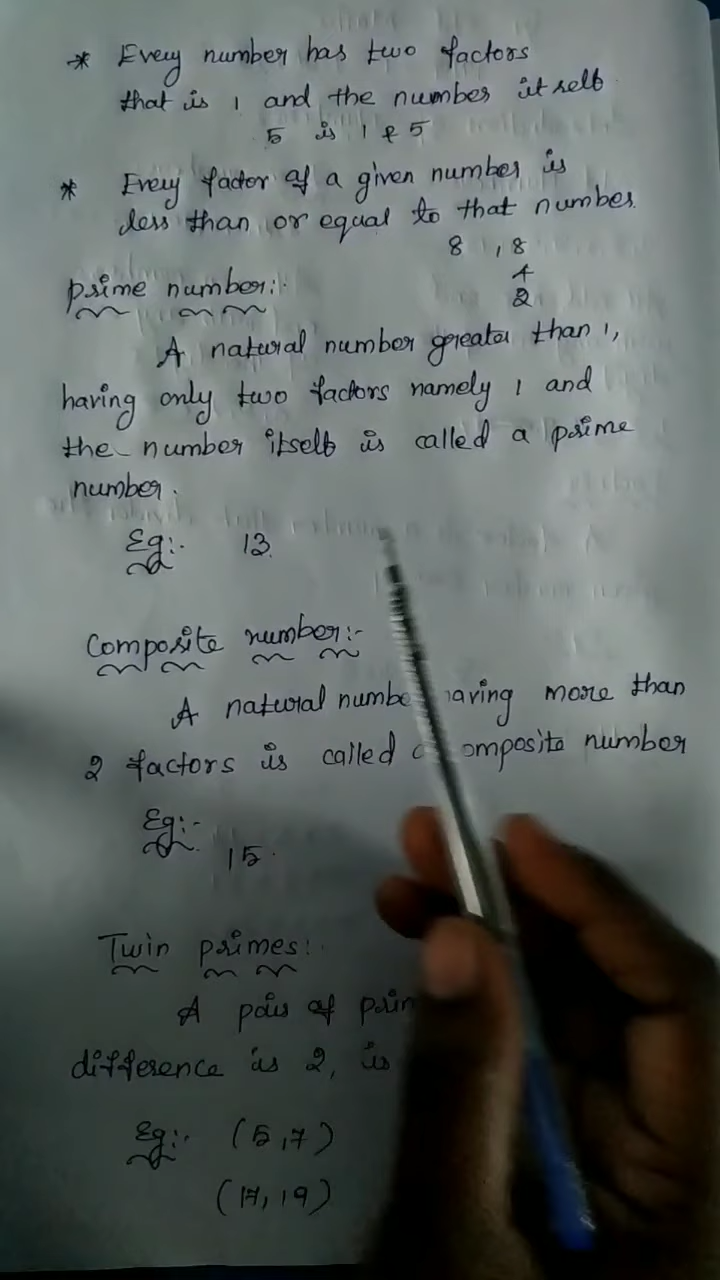 * Every number has two factors
that is 1 and the number it self.
5 is 1 & 5
* Every factor of a given number is
less than or equal to that number.
8 , 8
4
2
prime number:-
A natural number greater than 1,
having only two factors namely 1 and
the number itself is called a prime
number.
Eg:- 13.
Composite number:-
A natural numbe having more than
2 factors is called composite number
Eg:-
15.
Twin primes:-
A pair of prim
difference is 2, is
Eg:- (5,7)
(17,19)